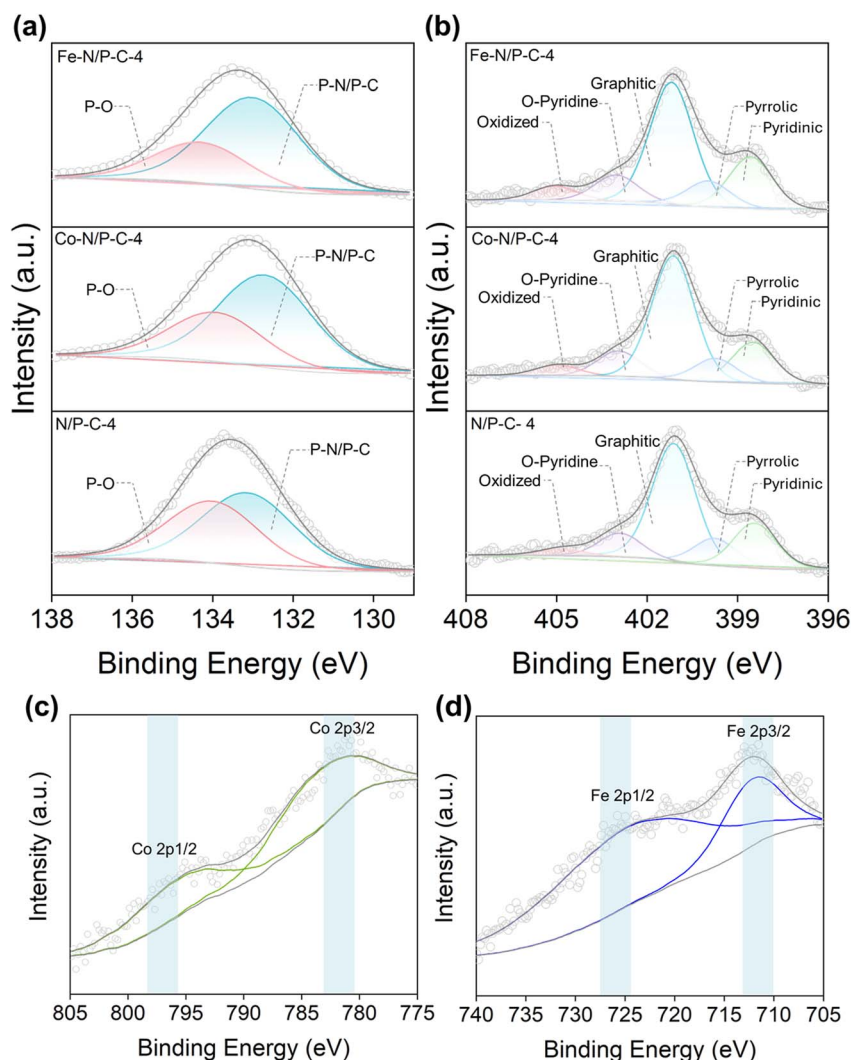 (a)
Fe-N/P-C-4
P-O
P-N/P-C
Co-N/P-C-4
P-O
P-N/P-C
N/P-C-4
P-O
P-N/P-C
Intensity (a.u.)
138 136 134 132 130
Binding Energy (eV)
(b)
Fe-N/P-C-4
Graphitic
O-Pyridine
Oxidized
Pyrrolic
Pyridinic
Co-N/P-C-4
Graphitic
O-Pyridine
Oxidized
Pyrrolic
Pyridinic
N/P-C- 4
Graphitic
O-Pyridine
Oxidized
Pyrrolic
Pyridinic
Intensity (a.u.)
408 405 402 399 396
Binding Energy (eV)
(c)
Co 2p3/2
Co 2p1/2
Intensity (a.u.)
805 800 795 790 785 780 775
Binding Energy (eV)
(d)
Fe 2p3/2
Fe 2p1/2
Intensity (a.u.)
740 730 725 720 715 710 705
Binding Energy (eV)